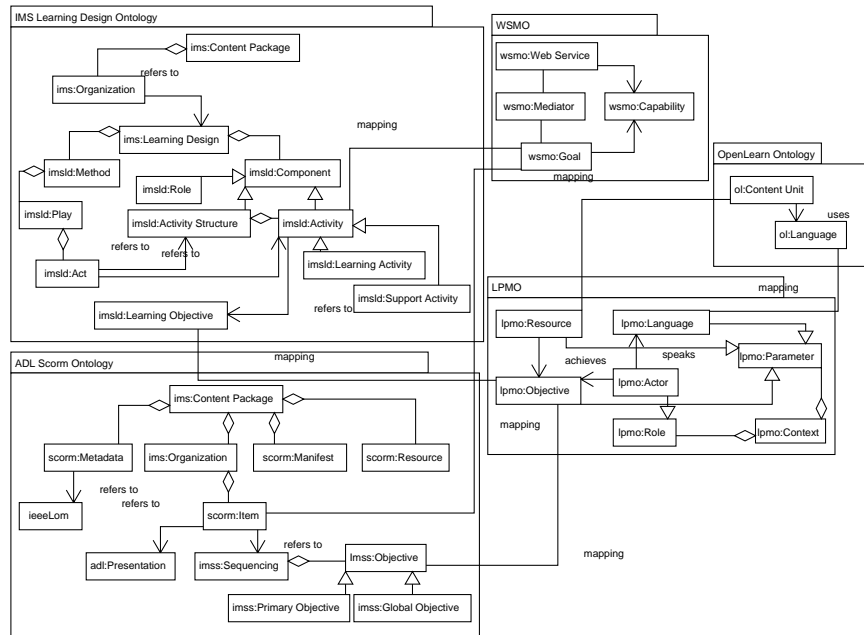 IMS Learning Design Ontology
ims:Content Package
refers to
ims:Organization
ims:Learning Design
imsld:Method
imsld:Component
imsld:Role
imsld:Play
imsld:Activity Structure
imsld:Activity
refers to
refers to
imsld:Act
imsld:Learning Activity
imsld:Support Activity
refers to
imsld:Learning Objective
mapping
WSMO
wsmo:Web Service
wsmo:Mediator
wsmo:Capability
wsmo:Goal
mapping
OpenLearn Ontology
ol:Content Unit
uses
ol:Language
mapping
LPMO
lpmo:Resource
lpmo:Language
achieves
speaks
lpmo:Parameter
lpmo:Objective
lpmo:Actor
mapping
lpmo:Role
lpmo:Context
mapping
ADL Scorm Ontology
ims:Content Package
scorm:Metadata
ims:Organization
scorm:Manifest
scorm:Resource
refers to
refers to
ieeeLom
scorm:Item
refers to
adl:Presentation
imss:Sequencing
Imss:Objective
mapping
imss:Primary Objective
imss:Global Objective